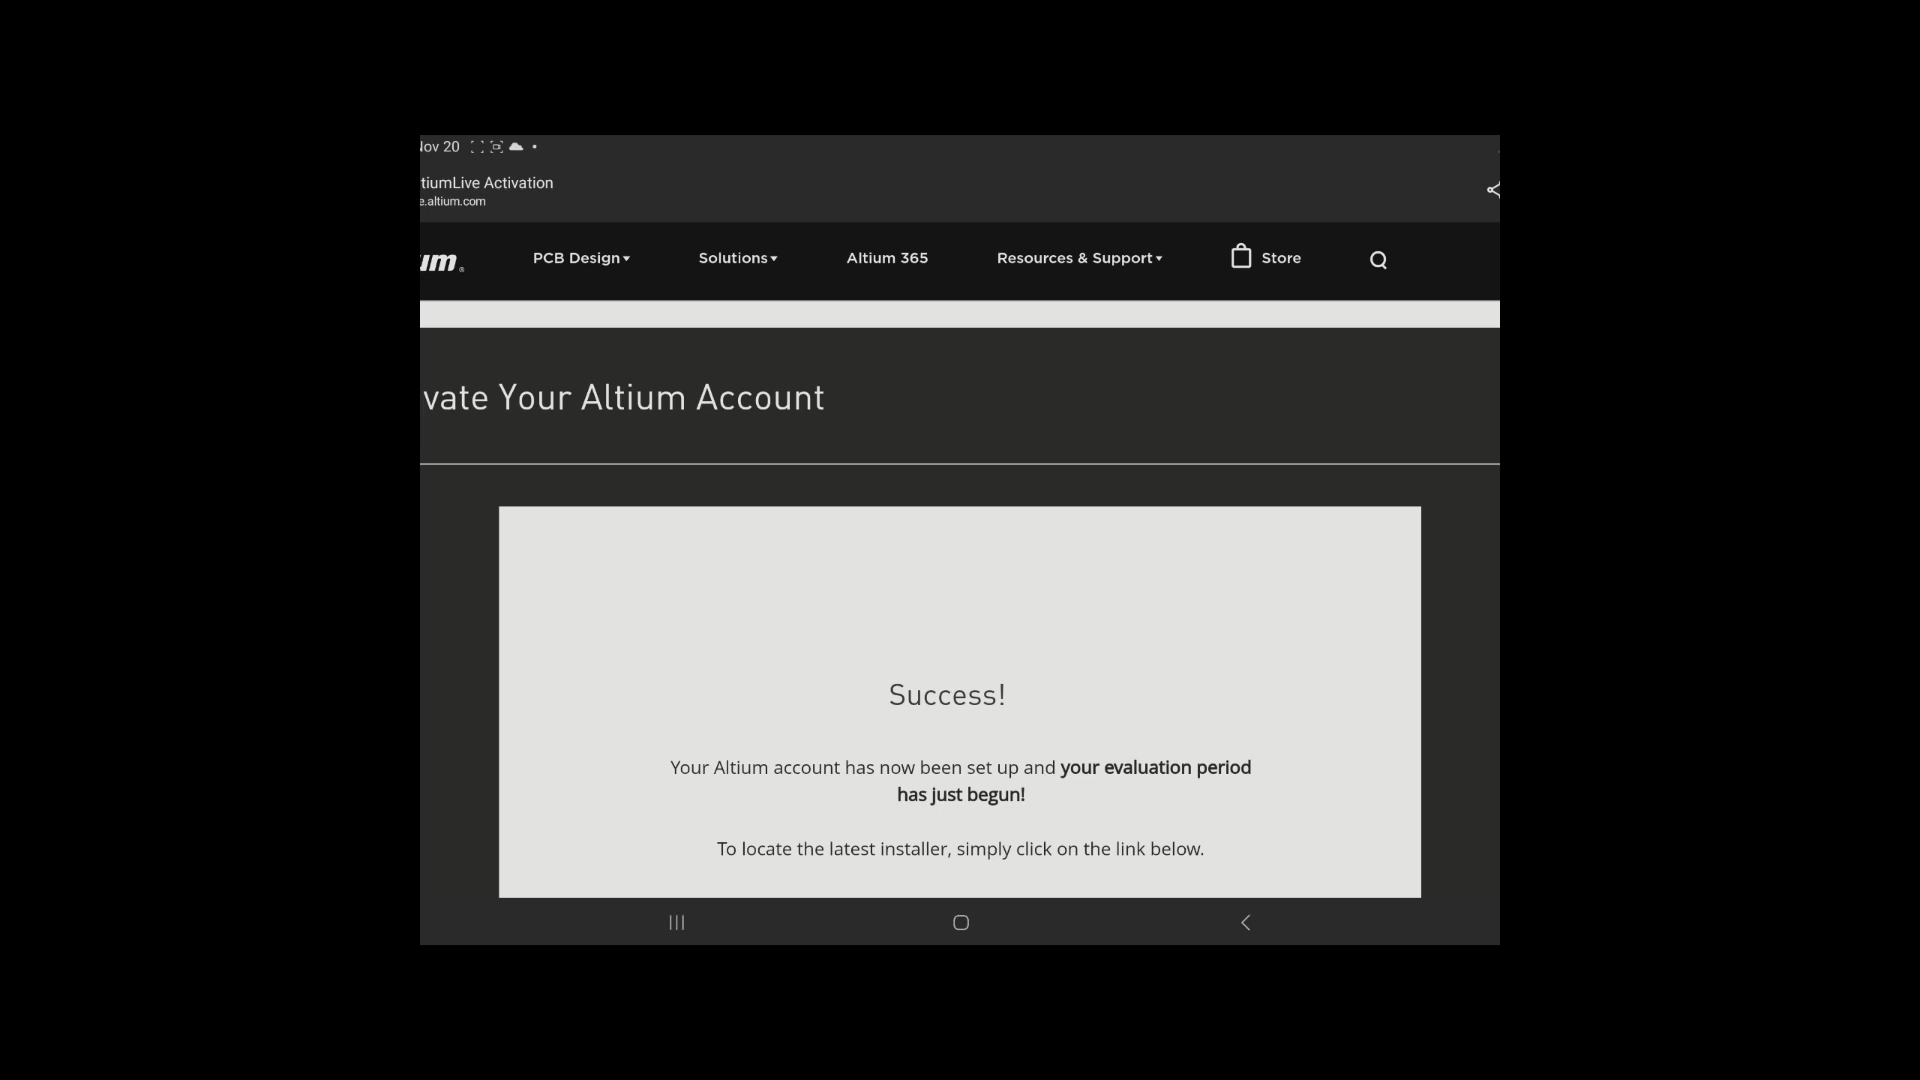 Nov 20
tiumLive Activation
e.altium.com
um®
PCB Design
Solutions
Altium 365
Resources & Support
Store
vate Your Altium Account
Success!
Your Altium account has now been set up and your evaluation period
has just begun!
To locate the latest installer, simply click on the link below.